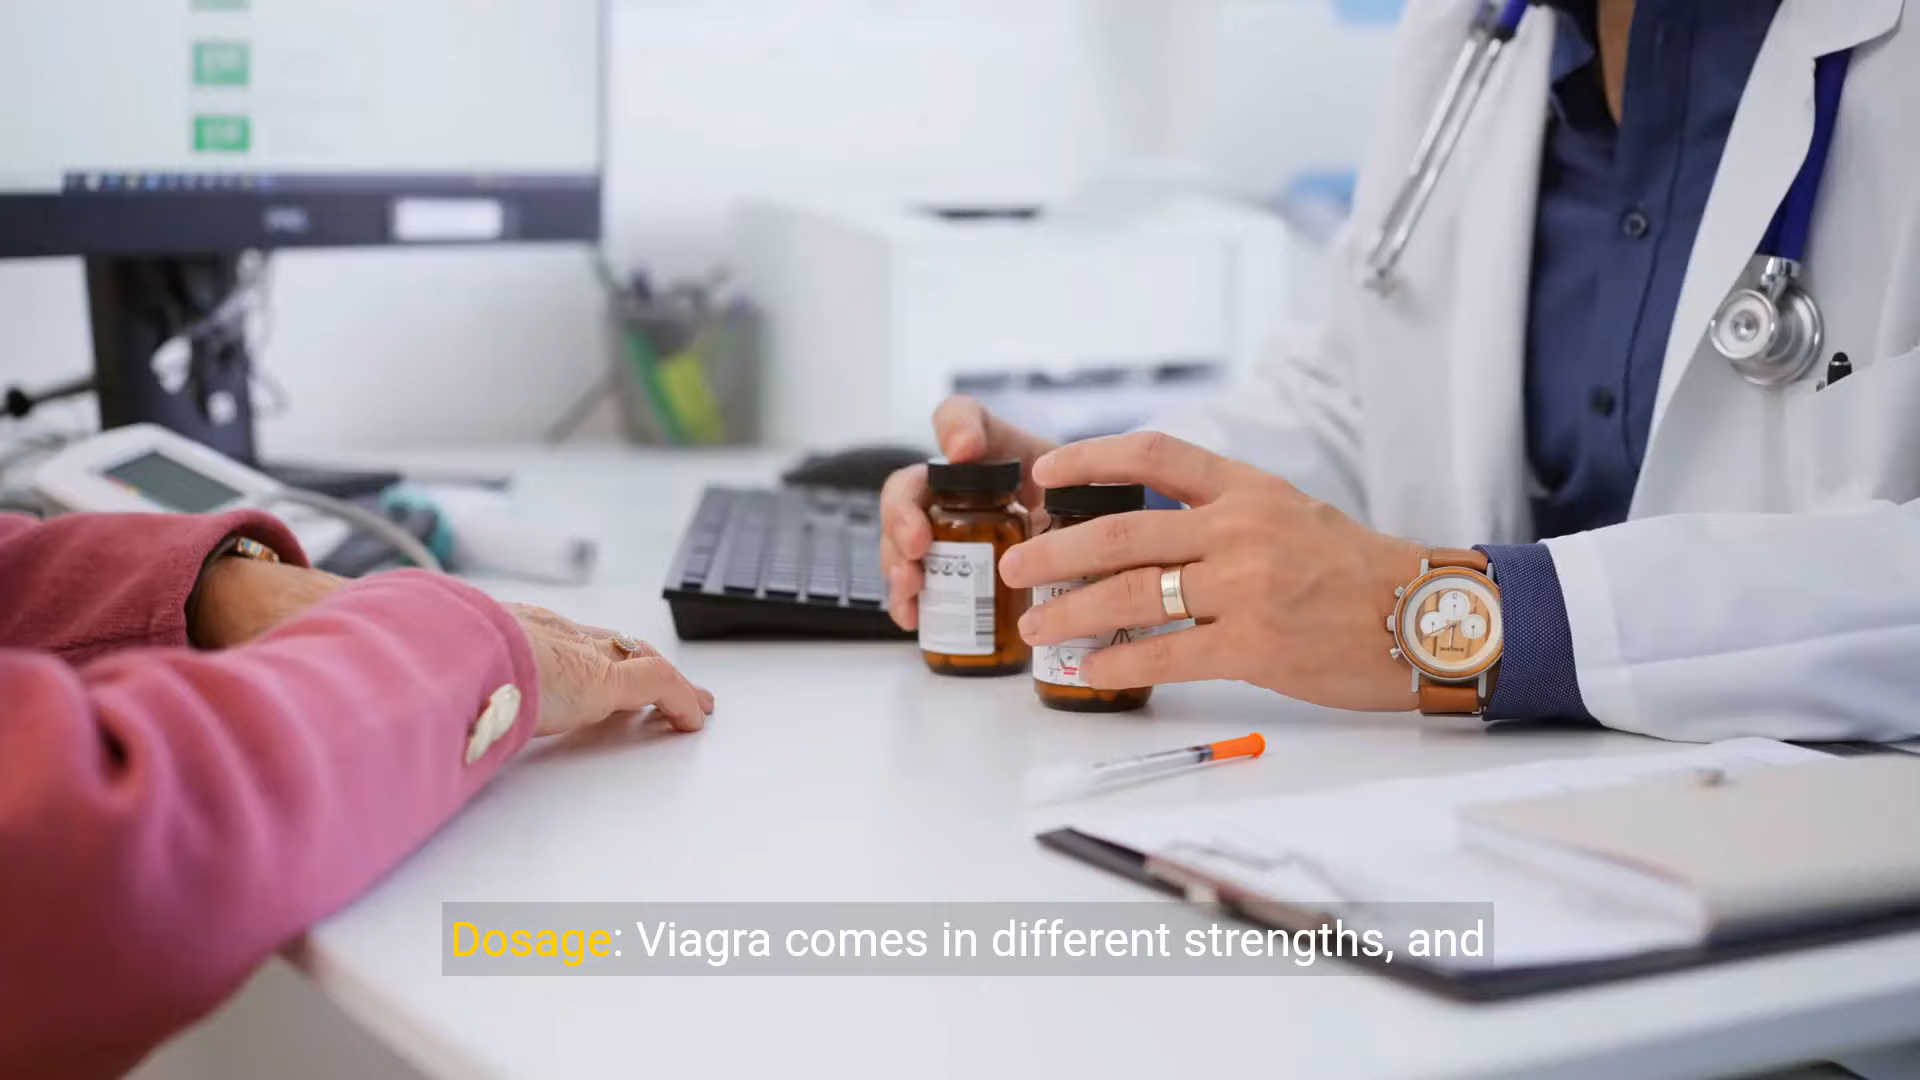 Dosage: Viagra comes in different strengths, and